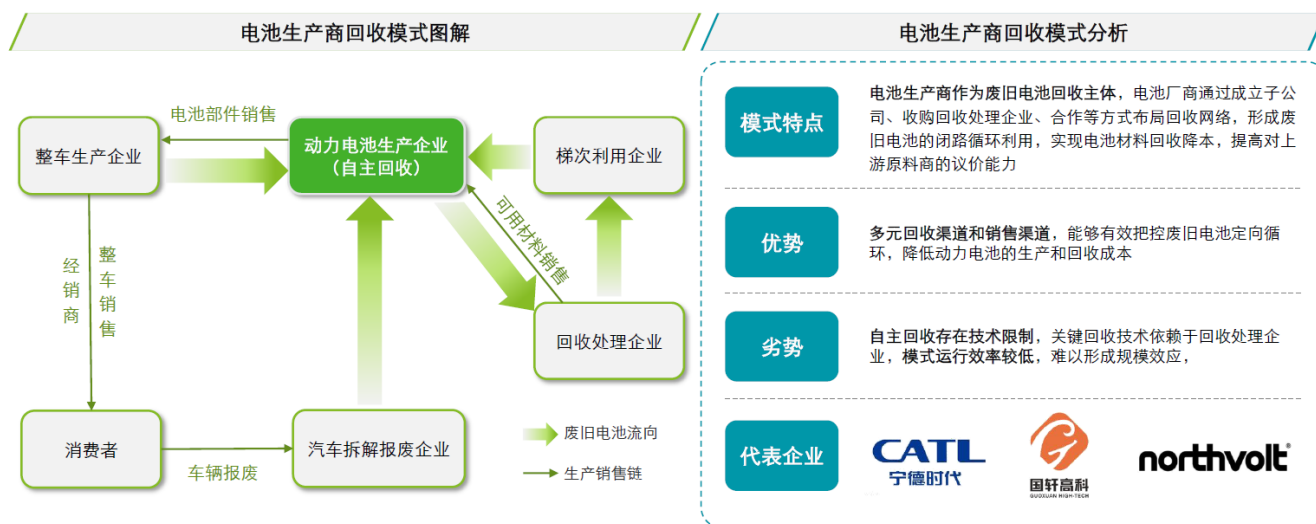 电池生产商回收模式图解
电池部件销售
整车生产企业
动力电池生产企业
（自主回收）
梯次利用企业
可用材料销售
经销商
整车销售
回收处理企业
消费者
车辆报废
汽车拆解报废企业
废旧电池流向
生产销售链
电池生产商回收模式分析
模式特点
电池生产商作为废旧电池回收主体，电池厂商通过成立子公
司、收购回收处理企业、合作等方式布局回收网络，形成废
旧电池的闭路循环利用，实现电池材料回收降本，提高对上
游原料商的议价能力
优势
多元回收渠道和销售渠道，能够有效把控废旧电池定向循
环，降低动力电池的生产和回收成本
劣势
自主回收存在技术限制，关键回收技术依赖于回收处理企
业，模式运行效率较低，难以形成规模效应，
代表企业
CATL
宁德时代
国轩高科
GUOXUAN HIGH-TECH
northvolt